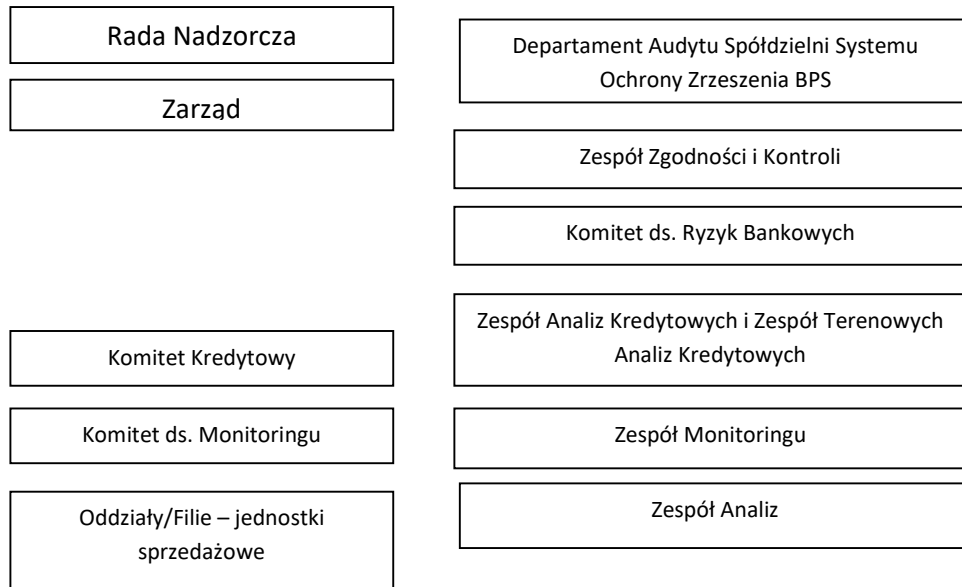 Rada Nadzorcza
Zarząd
Komitet Kredytowy
Komitet ds. Monitoringu
Oddziały/Filie – jednostki
sprzedażowe
Departament Audytu Spółdzielni Systemu
Ochrony Zrzeszenia BPS
Zespół Zgodności i Kontroli
Komitet ds. Ryzyk Bankowych
Zespół Analiz Kredytowych i Zespół Terenowych
Analiz Kredytowych
Zespół Monitoringu
Zespół Analiz